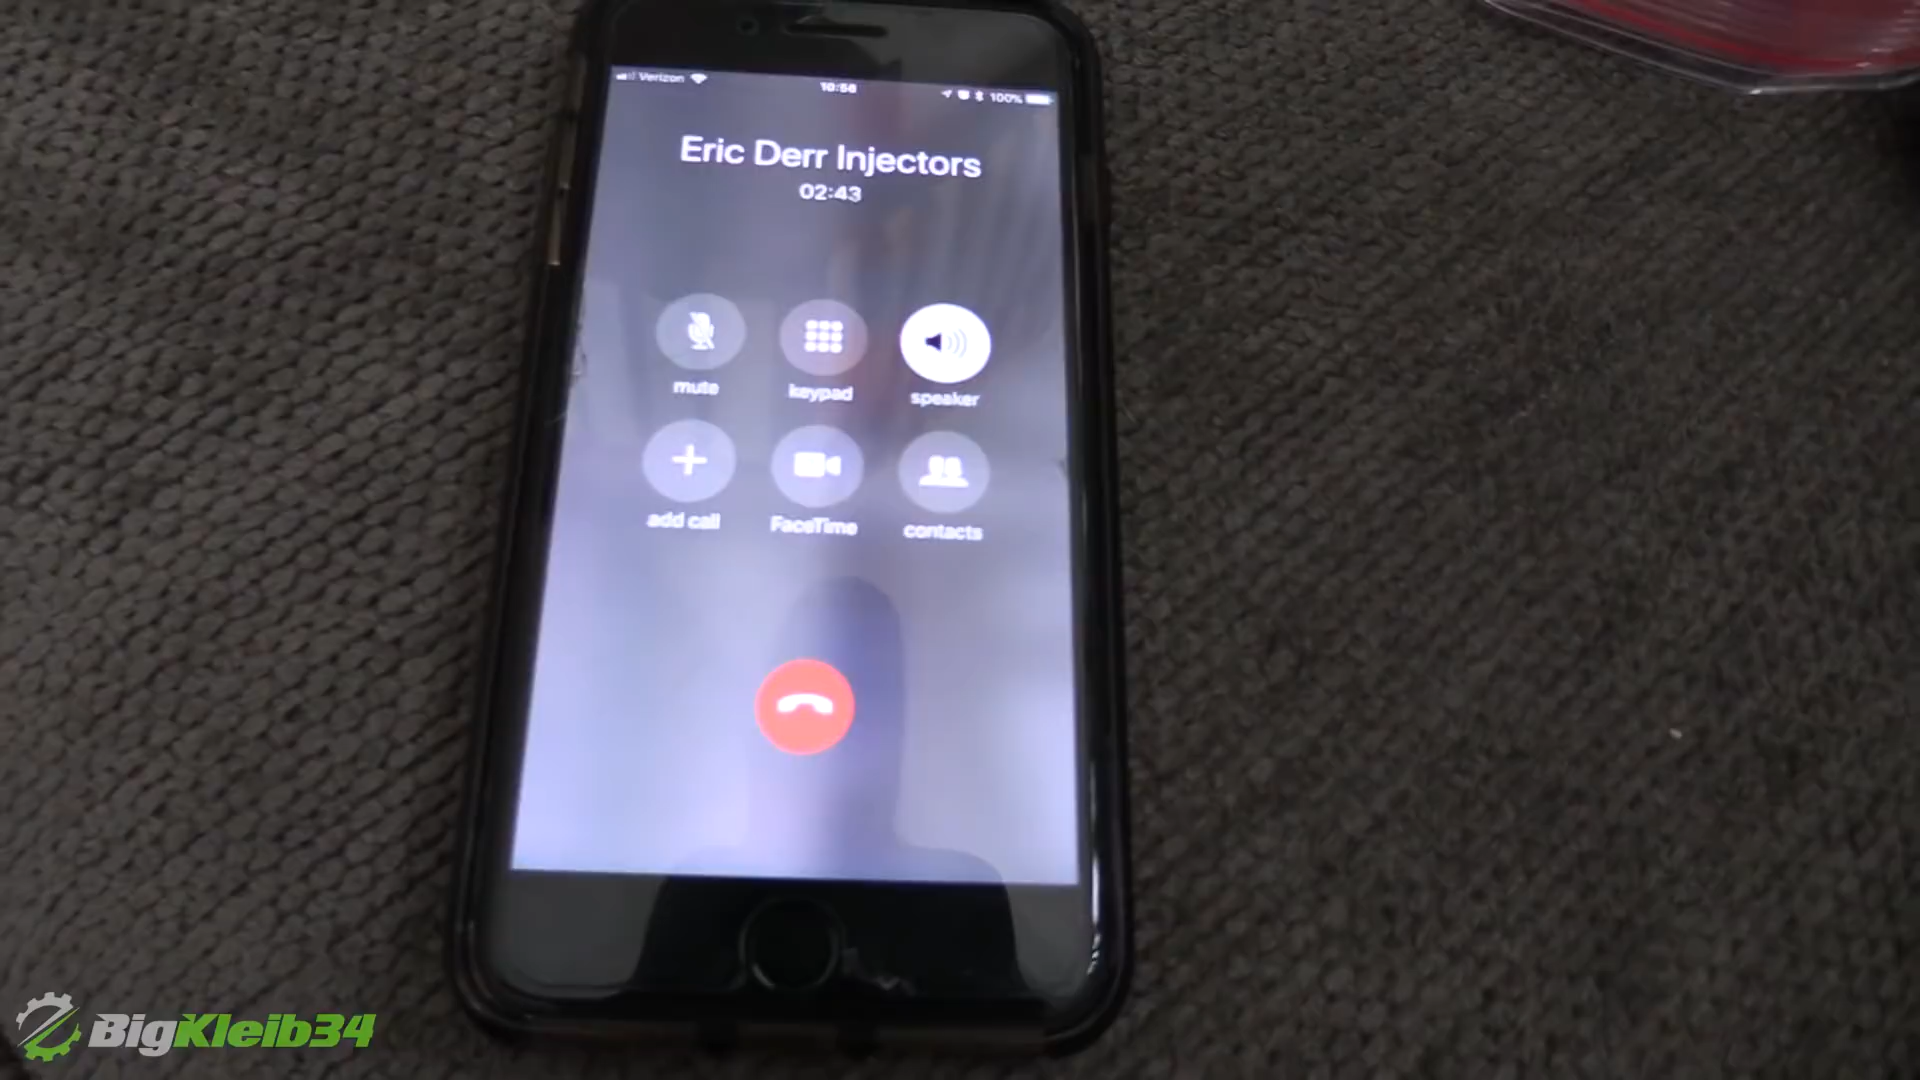 Verizon
10:56
100%
Eric Derr Injectors
02:43
mute
keypad
speaker
add call
FaceTime
contacts
BigKleib34